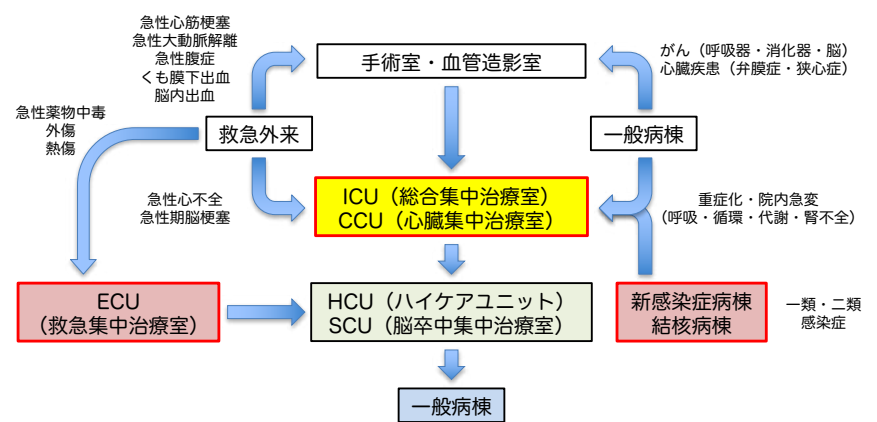 急性心筋梗塞
急性大動脈解離
急性腹症
くも膜下出血
脳内出血
手術室・血管造影室
がん（呼吸器・消化器・脳）
心臓疾患（弁膜症・狭心症）
急性薬物中毒
外傷
熱傷
救急外来
一般病棟
急性心不全
急性期脳梗塞
ICU（総合集中治療室）
CCU（心臓集中治療室）
重症化・院内急変
（呼吸・循環・代謝・腎不全）
ECU
（救急集中治療室）
HCU（ハイケアユニット）
SCU（脳卒中集中治療室）
新感染症病棟
結核病棟
一類・二類
感染症
一般病棟